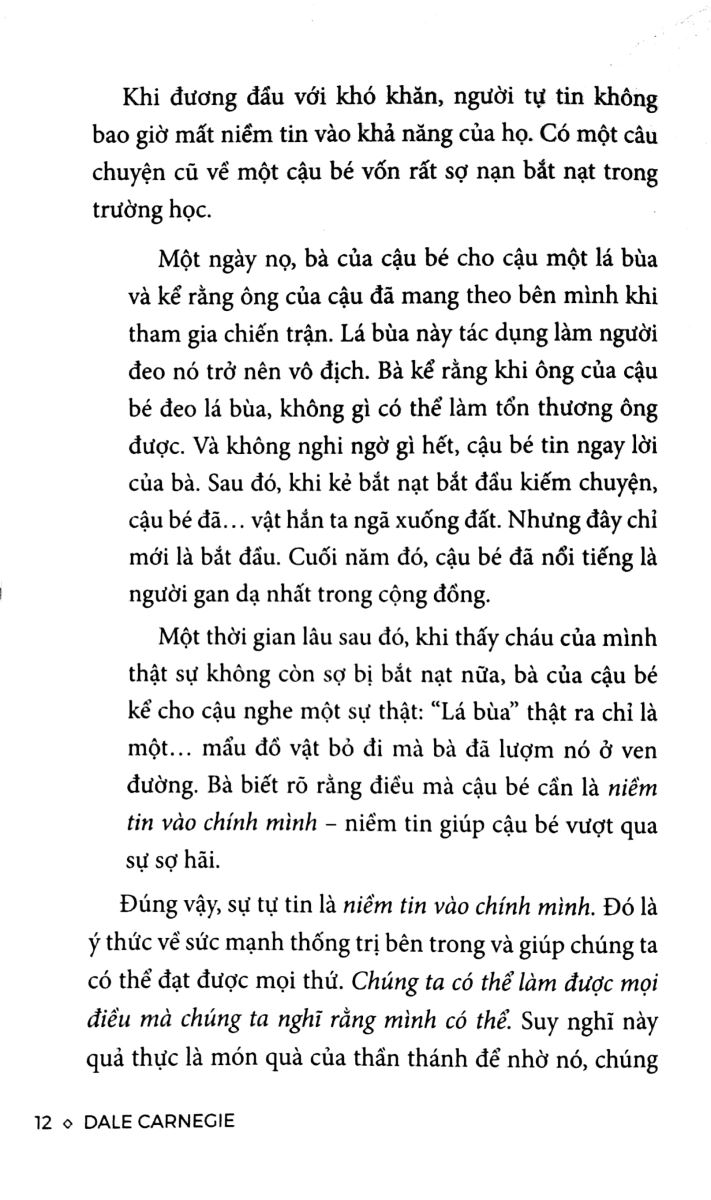 Khi đương đầu với khó khăn, người tự tin không
bao giờ mất niềm tin vào khả năng của họ. Có một câu
chuyện cũ về một cậu bé vốn rất sợ nạn bắt nạt trong
trường học.
Một ngày nọ, bà của cậu bé cho cậu một lá bùa
và kể rằng ông của cậu đã mang theo bên mình khi
tham gia chiến trận. Lá bùa này tác dụng làm người
đeo nó trở nên vô địch. Bà kể rằng khi ông của cậu
bé đeo lá bùa, không gì có thể làm tổn thương ông
được. Và không nghi ngờ gì hết, cậu bé tin ngay lời
của bà. Sau đó, khi kẻ bắt nạt bắt đầu kiếm chuyện,
cậu bé đã… vật hắn ta ngã xuống đất. Nhưng đây chỉ
mới là bắt đầu. Cuối năm đó, cậu bé đã nổi tiếng là
người gan dạ nhất trong cộng đồng.
Một thời gian lâu sau đó, khi thấy cháu của mình
thật sự không còn sợ bị bắt nạt nữa, bà của cậu bé
kể cho cậu nghe một sự thật: “Lá bùa” thật ra chỉ là
một… mẩu đồ vật bỏ đi mà bà đã lượm nó ở ven
đường. Bà biết rõ rằng điều mà cậu bé cần là niềm
tin vào chính mình – niềm tin giúp cậu bé vượt qua
sự sợ hãi.
Đúng vậy, sự tự tin là niềm tin vào chính mình. Đó là
ý thức về sức mạnh thống trị bên trong và giúp chúng ta
có thể đạt được mọi thứ. Chúng ta có thể làm được mọi
điều mà chúng ta nghĩ rằng mình có thể. Suy nghĩ này
quả thực là món quà của thần thánh để nhờ nó, chúng
12 ⋄ DALE CARNEGIE